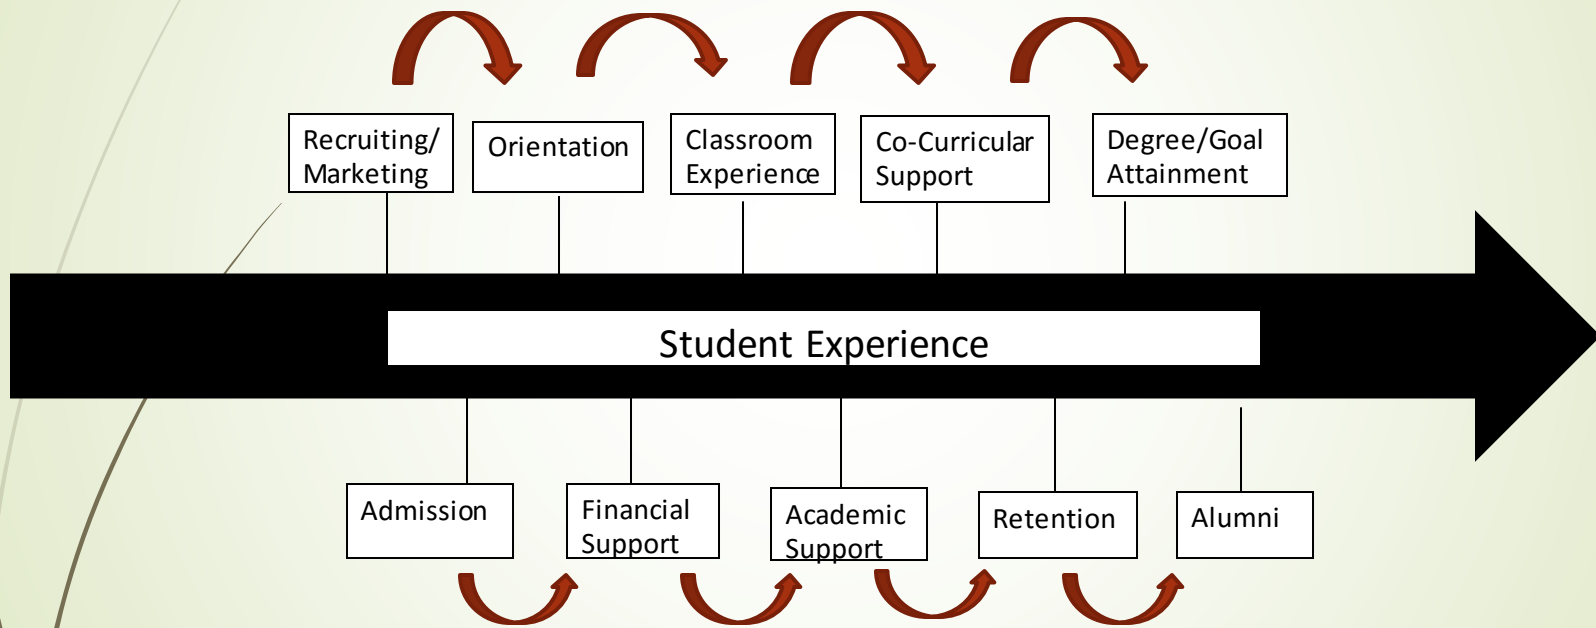 Recruiting/
Marketing
Orientation
Classroom
Experience
Co-Curricular
Support
Degree/Goal
Attainment
Student Experience
Admission
Financial
Support
Academic
Support
Retention
Alumni